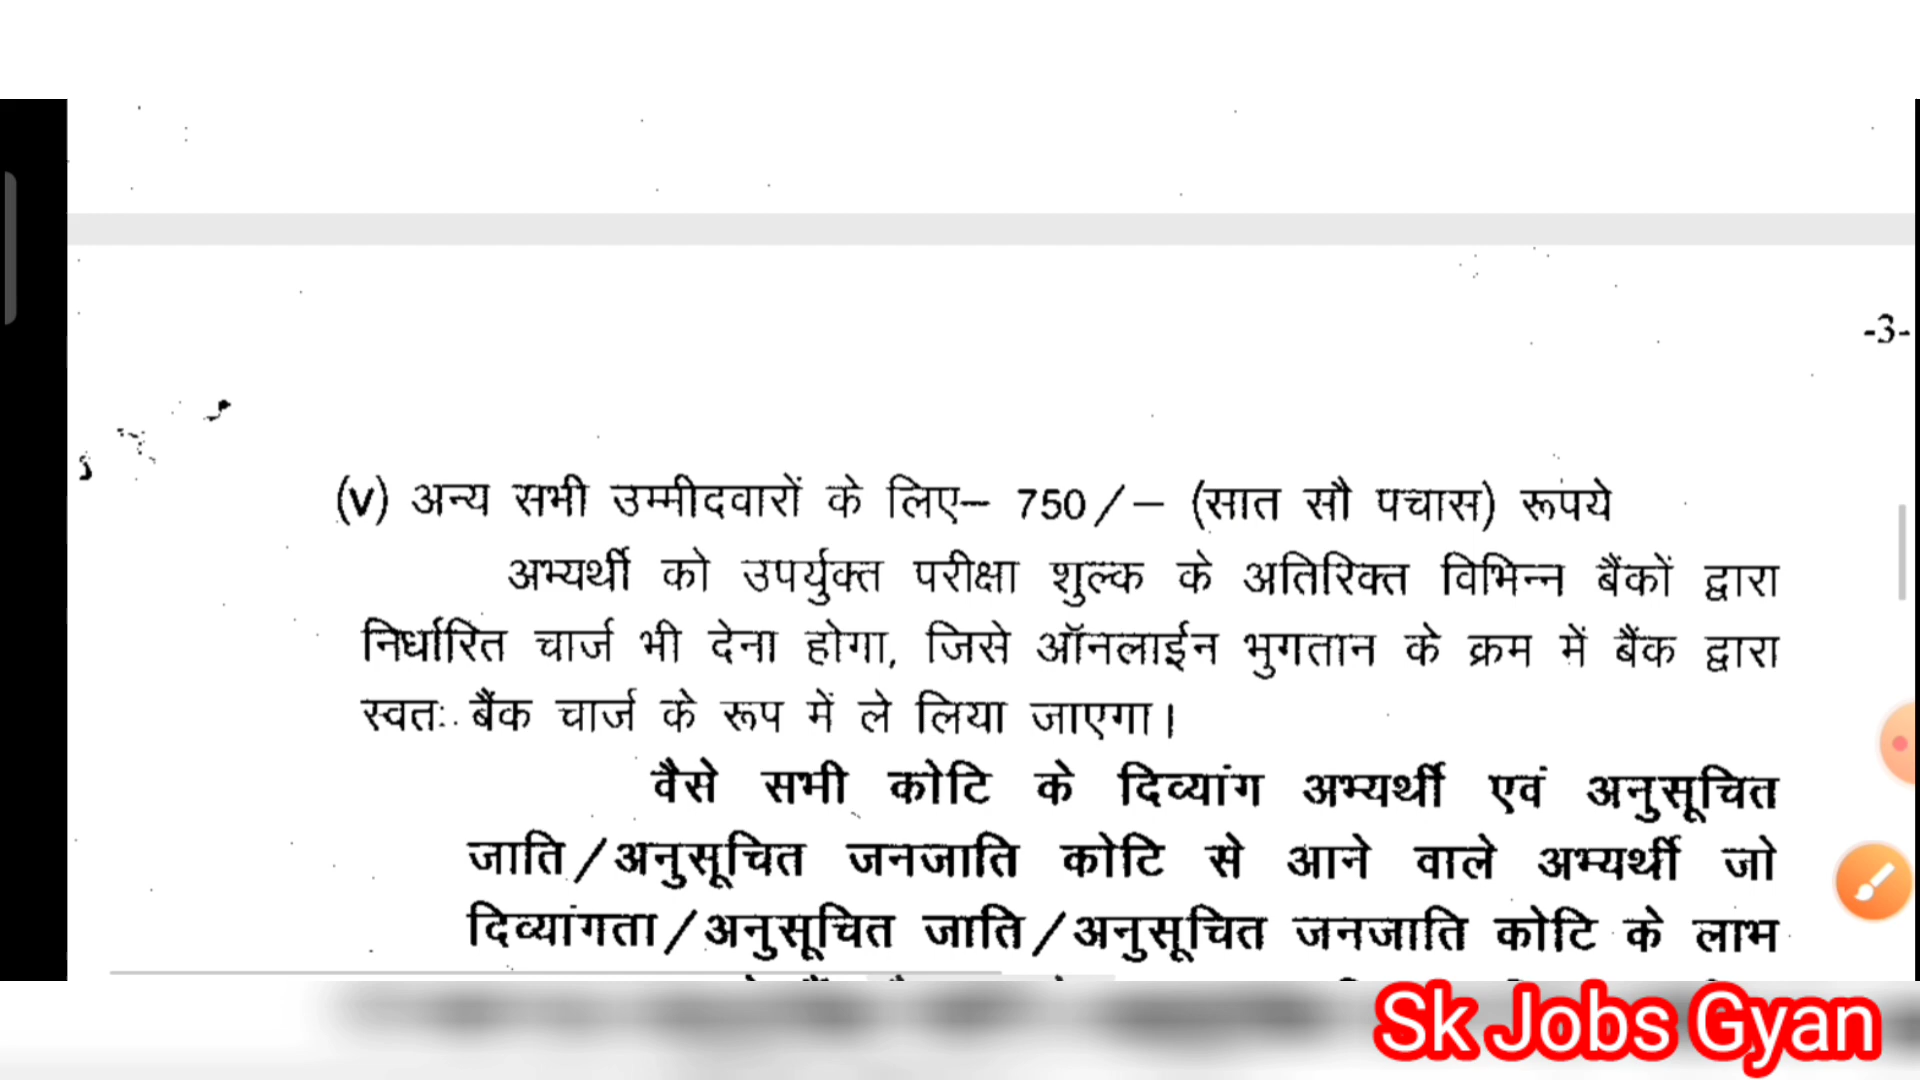 -3-
(v) अन्य सभी उम्मीदवारों के लिए– 750/– (सात सौ पचास) रूपये
अभ्यर्थी को उपर्युक्त परीक्षा शुल्क के अतिरिक्त विभिन्न बैंकों द्वारा
निर्धारित चार्ज भी देना होगा, जिसे ऑनलाईन भुगतान के क्रम में बैंक द्वारा
स्वतः बैंक चार्ज के रूप में ले लिया जाएगा।
वैसे सभी कोटि के दिव्यांग अभ्यर्थी एवं अनुसूचित
जाति/अनुसूचित जनजाति कोटि से आने वाले अभ्यर्थी जो
दिव्यांगता/अनुसूचित जाति/अनुसूचित जनजाति कोटि के लाभ
Sk Jobs Gyan